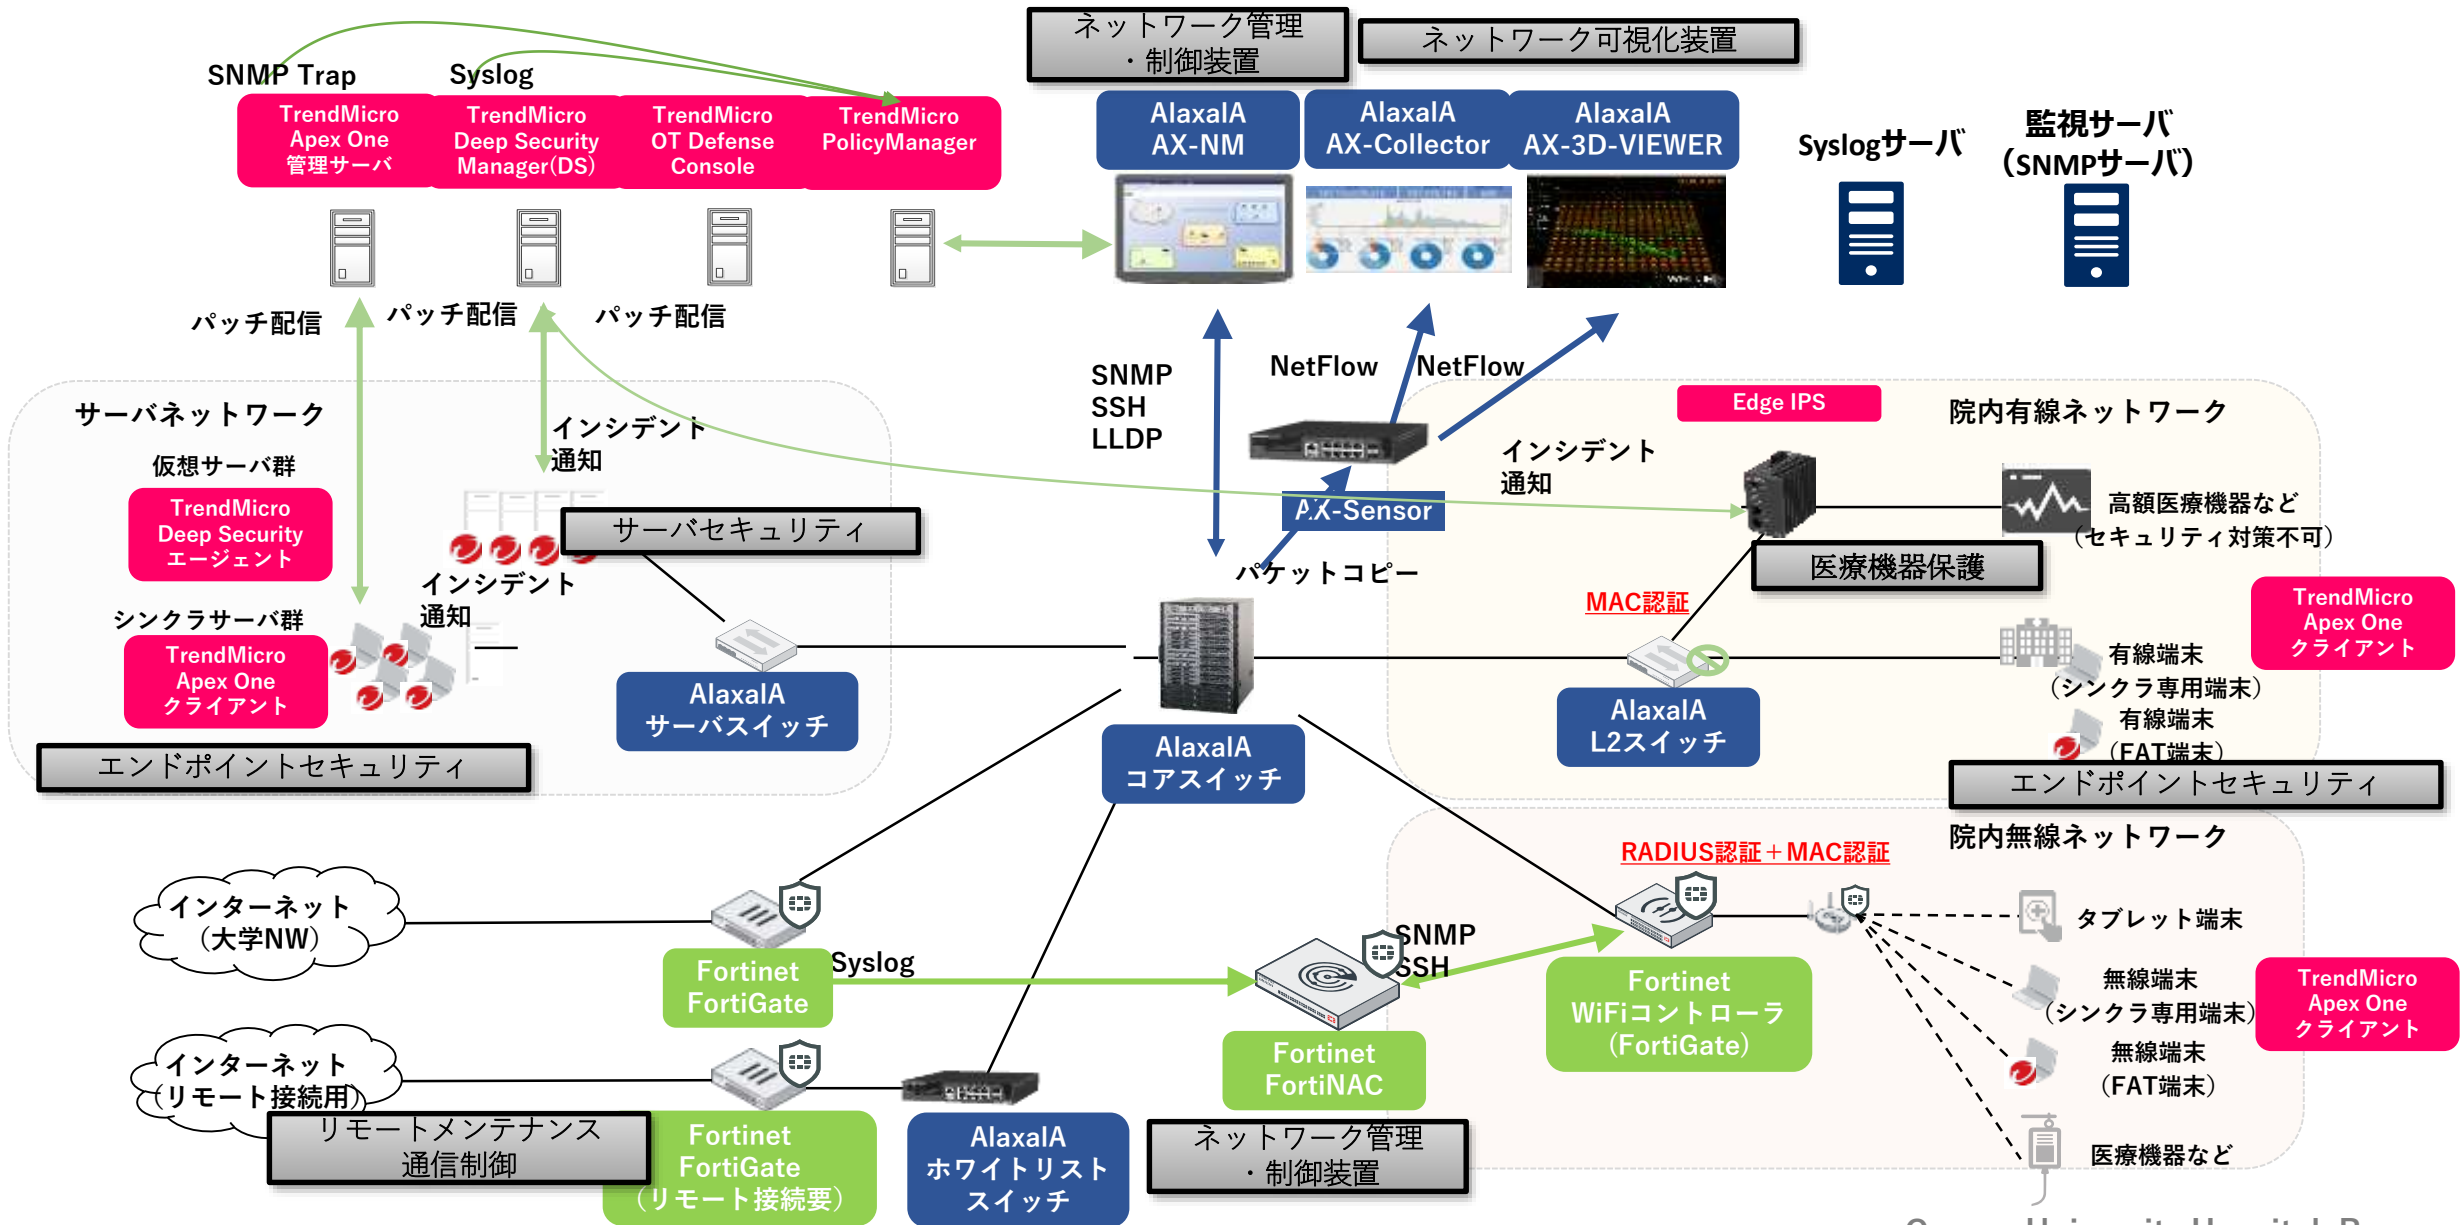 ネットワーク管理
・制御装置
ネットワーク可視化装置
SNMP Trap
Syslog
TrendMicro
Apex One
管理サーバ
TrendMicro
Deep Security
Manager(DS)
TrendMicro
OT Defense
Console
TrendMicro
PolicyManager
AlaxalA
AX-NM
AlaxalA
AX-Collector
AlaxalA
AX-3D-VIEWER
Syslogサーバ
監視サーバ
（SNMPサーバ）
パッチ配信
パッチ配信
パッチ配信
SNMP
SSH
LLDP
NetFlow
NetFlow
サーバネットワーク
仮想サーバ群
TrendMicro
Deep Security
エージェント
インシデント
通知
サーバセキュリティ
インシデント
通知
シンクラサーバ群
TrendMicro
Apex One
クライアント
エンドポイントセキュリティ
AlaxalA
サーバスイッチ
AX-Sensor
パケットコピー
AlaxalA
コアスイッチ
Edge IPS
院内有線ネットワーク
インシデント
通知
高額医療機器など
（セキュリティ対策不可）
医療機器保護
MAC認証
AlaxalA
L2スイッチ
TrendMicro
Apex One
クライアント
有線端末
（シンクラ専用端末）
有線端末
（FAT端末）
エンドポイントセキュリティ
院内無線ネットワーク
RADIUS認証＋MAC認証
インターネット
（大学NW）
Fortinet
FortiGate
Syslog
SNMP
SSH
Fortinet
FortiNAC
Fortinet
WiFiコントローラ
（FortiGate）
タブレット端末
無線端末
（シンクラ専用端末）
TrendMicro
Apex One
クライアント
無線端末
（FAT端末）
医療機器など
インターネット
（リモート接続用）
リモートメンテナンス
通信制御
Fortinet
FortiGate
（リモート接続要）
AlaxalA
ホワイトリスト
スイッチ
ネットワーク管理
・制御装置
University Hospital